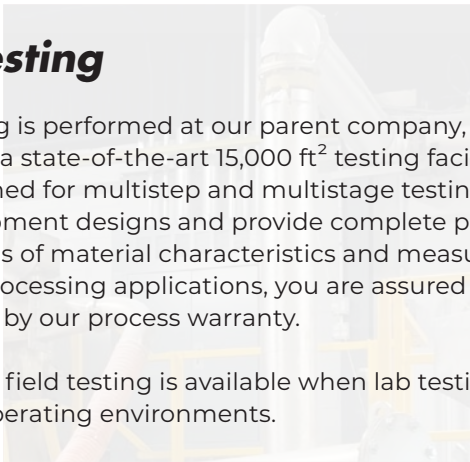 esting
g is performed at our parent company,
a state-of-the-art 15,000 ft² testing faci
ned for multistep and multistage testin
pment designs and provide complete p
s of material characteristics and measu
ocessing applications, you are assured
by our process warranty.
field testing is available when lab testi
perating environments.